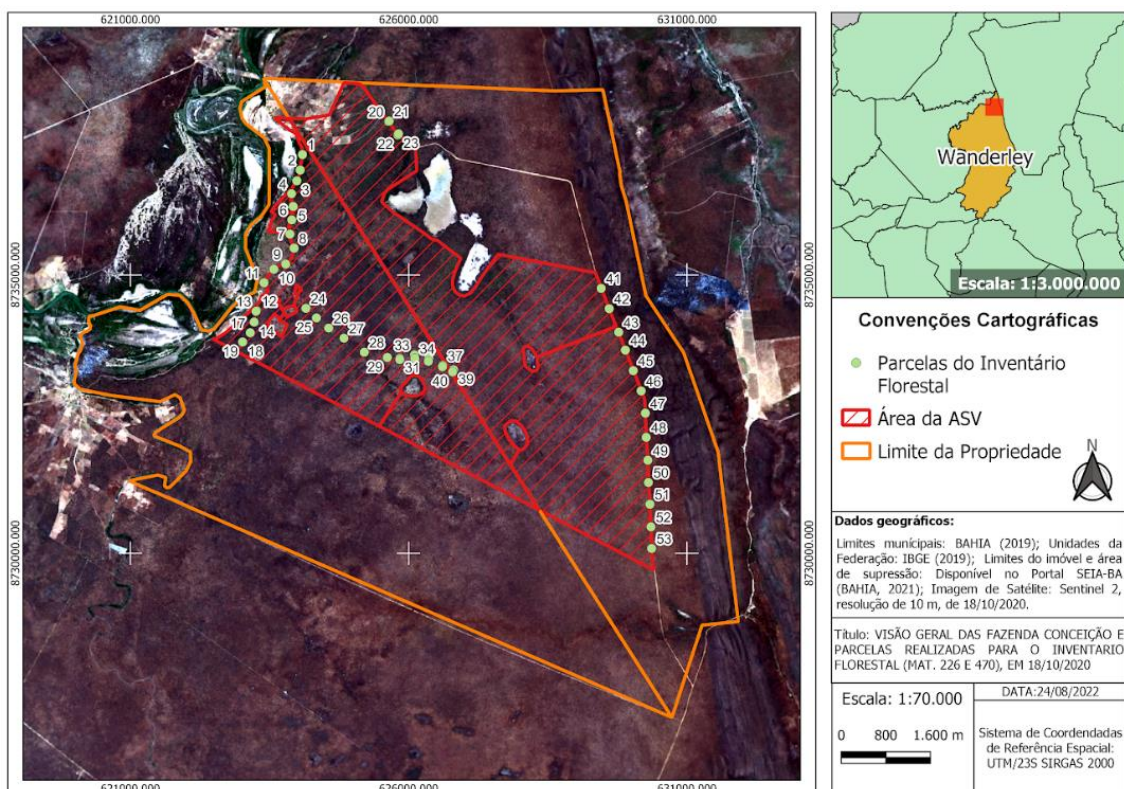 621000.000 626000.000 631000.000
8735000.000
8735000.000
8730000.000
8730000.000
20 21
22 23
1
2
3
4
6 5
7
8
9
11 10
41
13 12 24
42
17 14 25 26
43
27
19 18
33 34 37
44
29 31 40 39
45
46
47
48
49
50
51
52
53
621000.000 626000.000 631000.000
Wanderley
Escala: 1:3.000.000
Convenções Cartográficas
Parcelas do Inventário
Florestal
Área da ASV
Limite da Propriedade
N
Dados geográficos:
Limites munícipais: BAHIA (2019); Unidades da
Federação: IBGE (2019); Limites do imóvel e área
de supressão: Disponível no Portal SEIA-BA
(BAHIA, 2021); Imagem de Satélite: Sentinel 2,
resolução de 10 m, de 18/10/2020.
Título: VISÃO GERAL DAS FAZENDA CONCEIÇÃO E
PARCELAS REALIZADAS PARA O INVENTARIO
FLORESTAL (MAT. 226 E 470), EM 18/10/2020
Escala: 1:70.000
0 800 1.600 m
DATA:24/08/2022
Sistema de Coordendadas
de Referência Espacial:
UTM/23S SIRGAS 2000